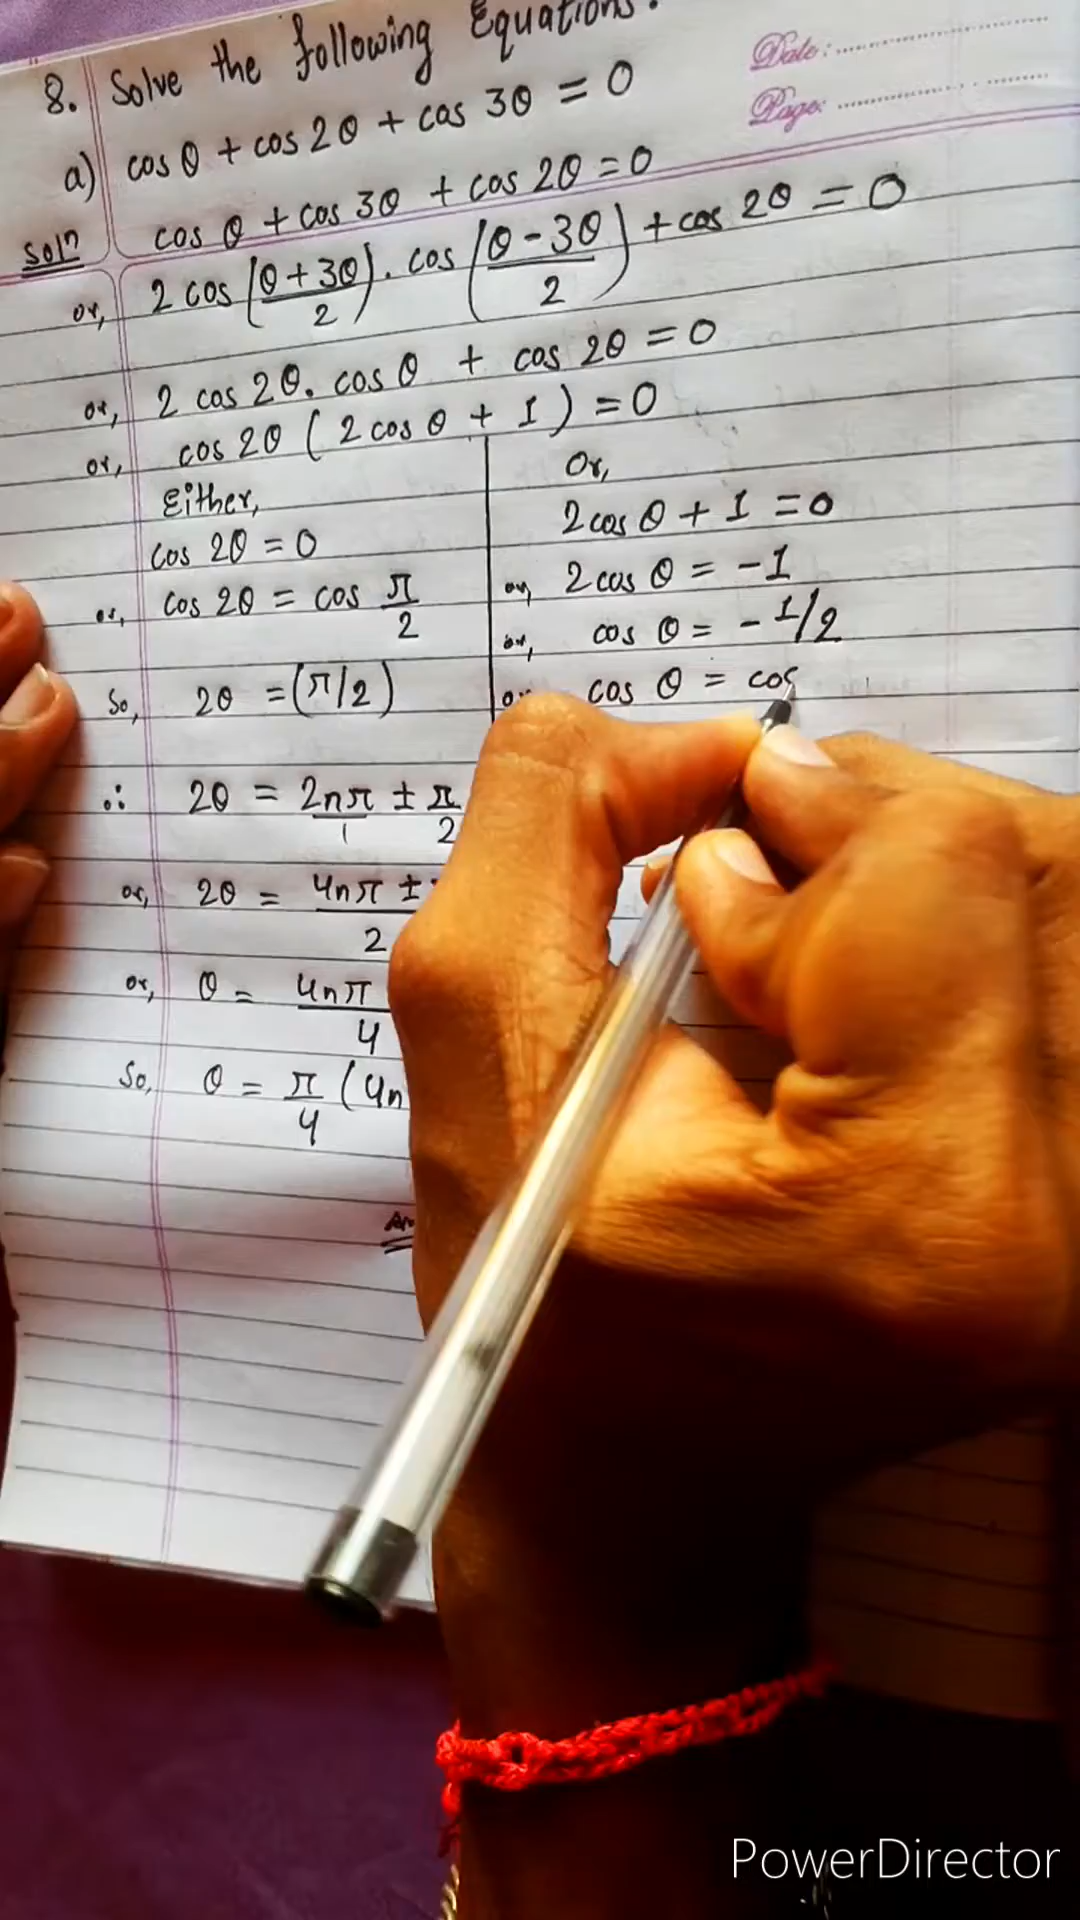 8. Solve the following Equations.
Date:
Page:
a) cos θ + cos 2θ + cos 3θ = 0
Solⁿ cos θ + cos 3θ + cos 2θ = 0
or, 2 cos (θ + 3θ / 2) . cos (θ - 3θ / 2) + cos 2θ = 0
or, 2 cos 2θ. cos θ + cos 2θ = 0
or, cos 2θ ( 2 cos θ + 1 ) = 0
Either,
cos 2θ = 0
or, cos 2θ = cos π/2
So, 2θ = (π/2)
∴ 2θ = 2nπ/1 ± π/2
or, 2θ = 4nπ ± / 2
or, θ = 4nπ / 4
So, θ = π/4 (4n
Or,
2 cos θ + 1 = 0
or, 2 cos θ = -1
or, cos θ = - 1/2
or cos θ = cos
PowerDirector